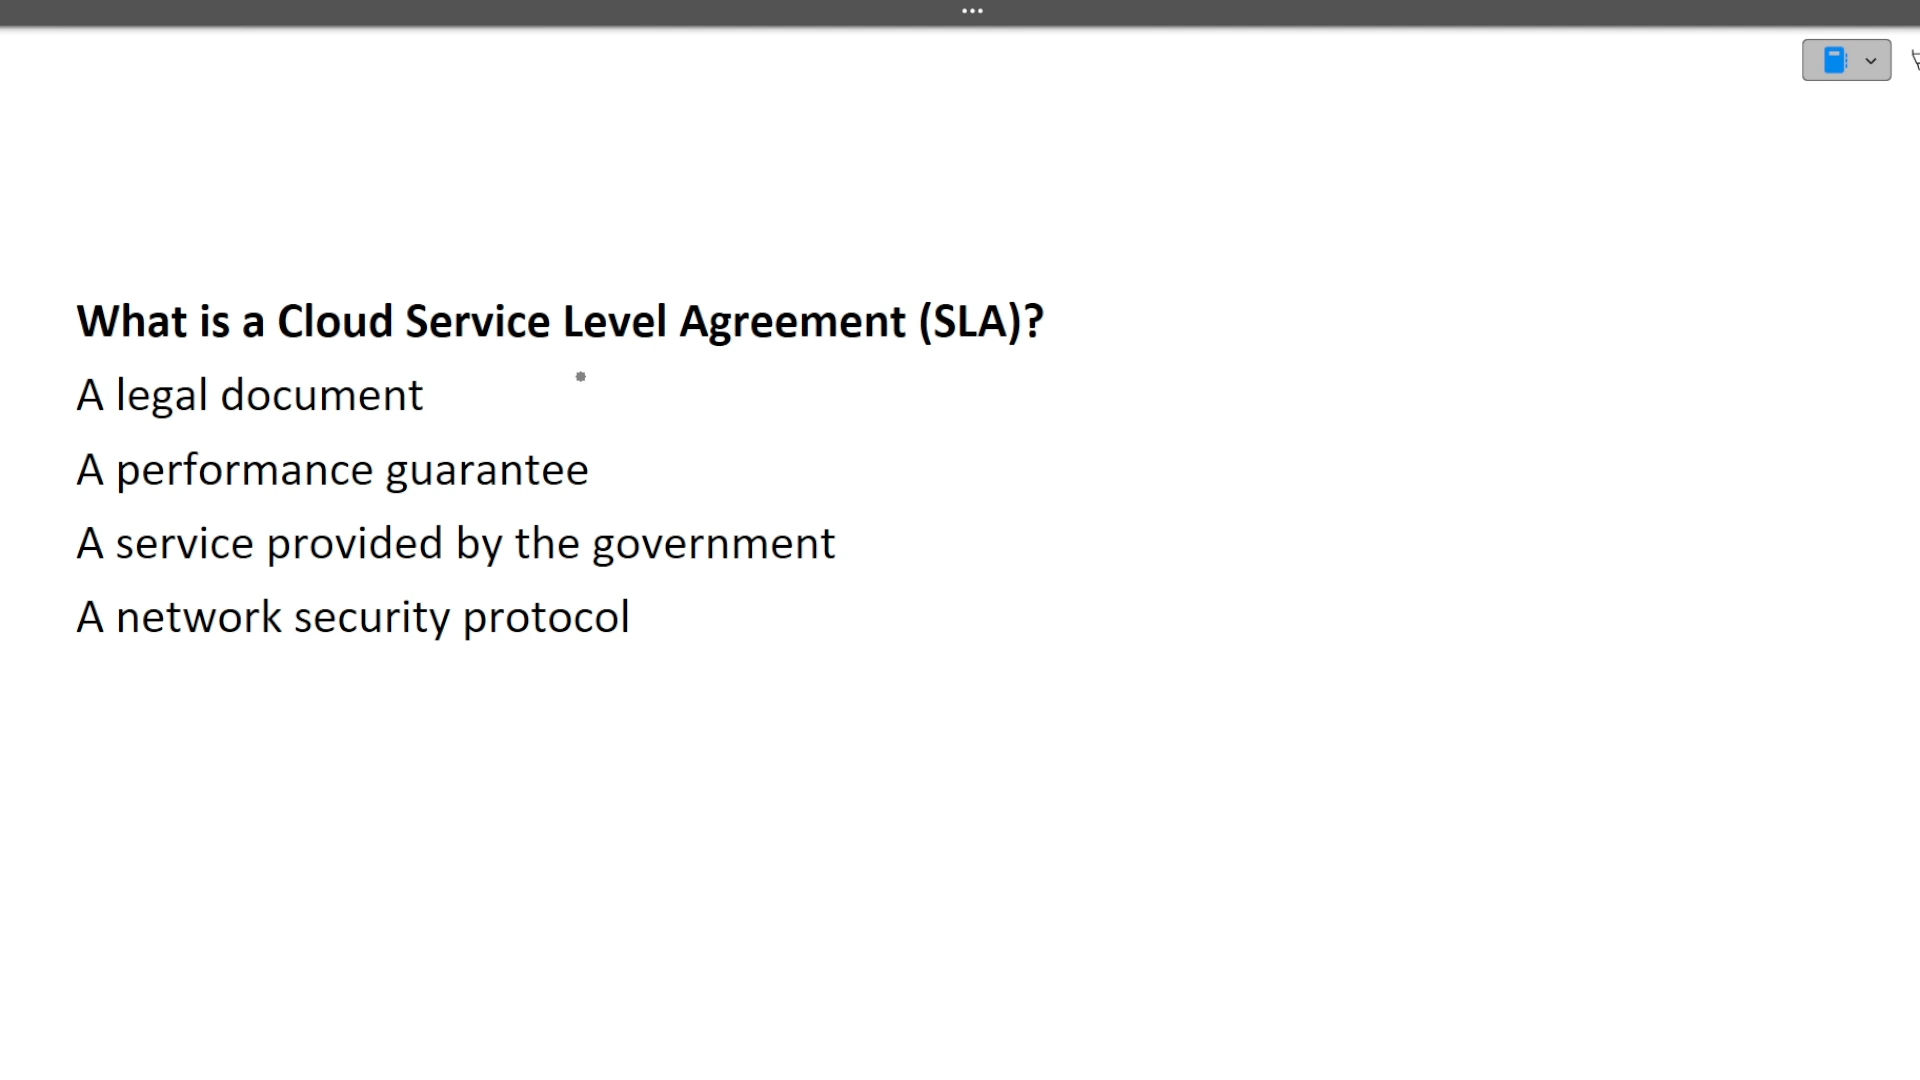 What is a Cloud Service Level Agreement (SLA)?
A legal document
A performance guarantee
A service provided by the government
A network security protocol